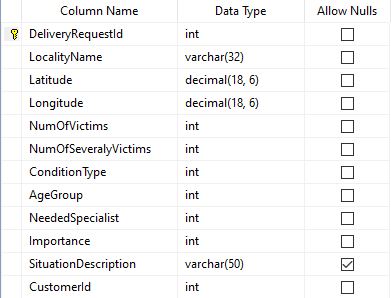 Column Name Data Type Allow Nulls
DeliveryRequestId int
LocalityName varchar(32)
Latitude decimal(18, 6)
Longitude decimal(18, 6)
NumOfVictims int
NumOfSeveralyVictims int
ConditionType int
AgeGroup int
NeededSpecialist int
Importance int
SituationDescription varchar(50)
CustomerId int